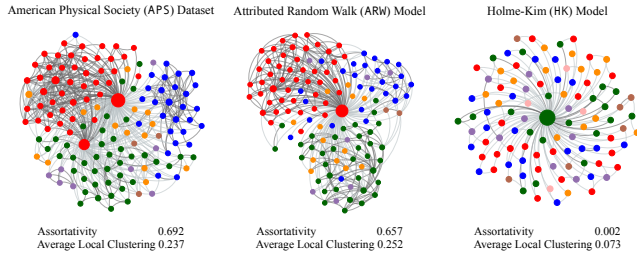 American Physical Society (APS) Dataset
Attributed Random Walk (ARW) Model
Holme-Kim (HK) Model
Assortativity 0.692
Average Local Clustering 0.237
Assortativity 0.657
Average Local Clustering 0.252
Assortativity 0.002
Average Local Clustering 0.073